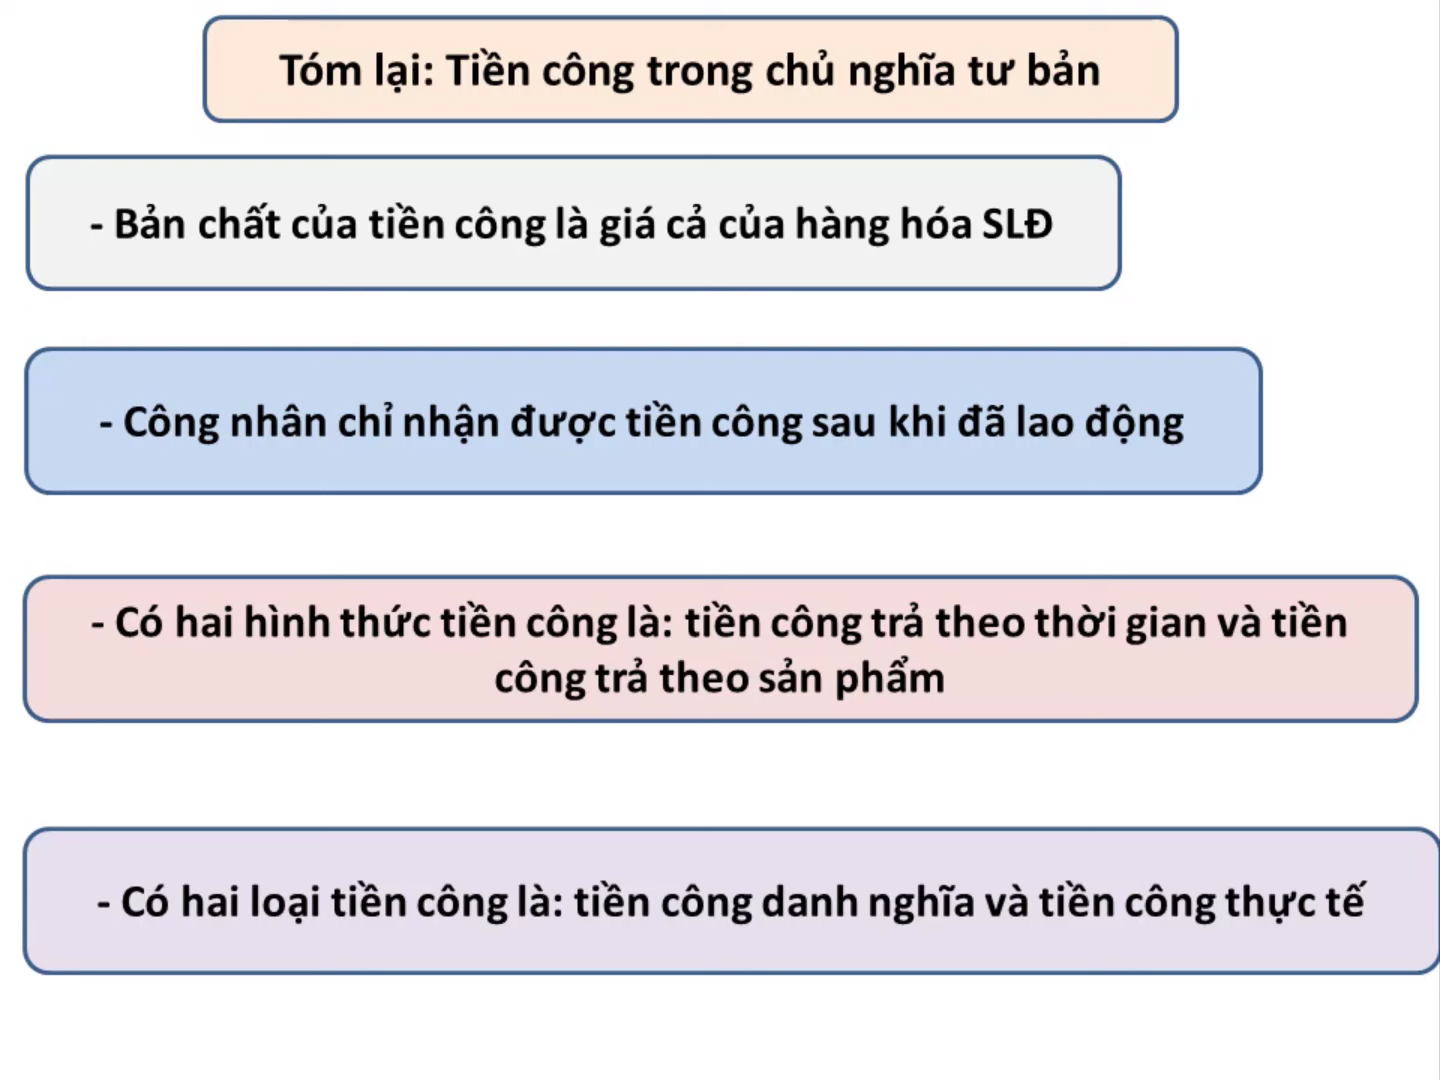 Tóm lại: Tiền công trong chủ nghĩa tư bản
- Bản chất của tiền công là giá cả của hàng hóa SLĐ
- Công nhân chỉ nhận được tiền công sau khi đã lao động
- Có hai hình thức tiền công là: tiền công trả theo thời gian và tiền
công trả theo sản phẩm
- Có hai loại tiền công là: tiền công danh nghĩa và tiền công thực tế